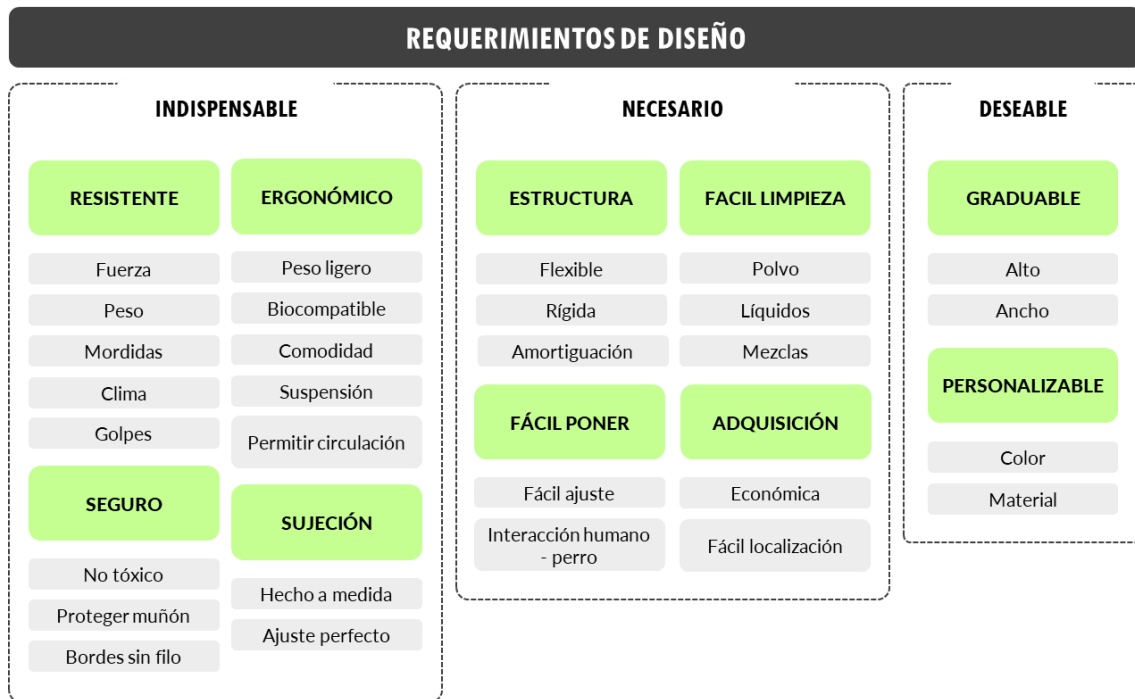 REQUERIMIENTOS DE DISEÑO
INDISPENSABLE
RESISTENTE
Fuerza
Peso
Mordidas
Clima
Golpes
SEGURO
No tóxico
Proteger muñón
Bordes sin filo
ERGONÓMICO
Peso ligero
Biocompatible
Comodidad
Suspensión
Permitir circulación
SUJECIÓN
Hecho a medida
Ajuste perfecto
NECESARIO
ESTRUCTURA
Flexible
Rígida
Amortiguación
FÁCIL PONER
Fácil ajuste
Interacción humano
- perro
FACIL LIMPIEZA
Polvo
Líquidos
Mezclas
ADQUISICIÓN
Económica
Fácil localización
DESEABLE
GRADUABLE
Alto
Ancho
PERSONALIZABLE
Color
Material